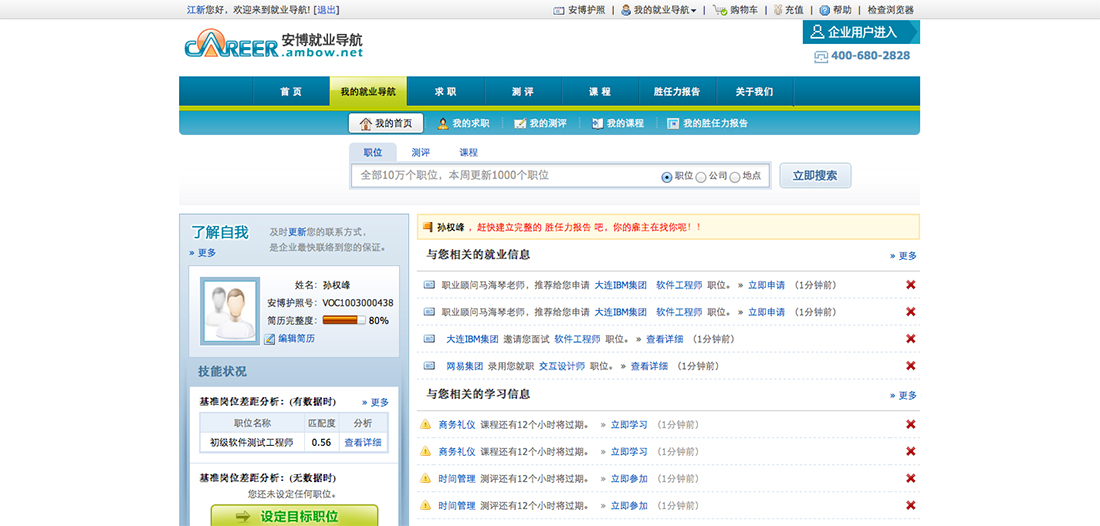 江新您好，欢迎来到就业导航! [退出]
安博护照 | 我的就业导航 | 购物车 | 充值 | 帮助 | 检查浏览器
CAREER 安博就业导航
.ambow.net
企业用户进入
400-680-2828
首 页 我的就业导航 求 职 测 评 课 程 胜任力报告 关于我们
我的首页 我的求职 我的测评 我的课程 我的胜任力报告
职位 测评 课程
全部10万个职位，本周更新1000个职位 职位 公司 地点 立即搜索
了解自我 及时更新您的联系方式，
是企业最快联络到您的保证。
» 更多
姓名： 孙权峰
安博护照号： VOC1003000438
简历完整度： 80%
编辑简历
技能状况
基准岗位差距分析：(有数据时) » 更多
职位名称 匹配度 分析
初级软件测试工程师 0.56 查看详细
基准岗位差距分析：(无数据时)
您还未设定任何职位。
设定目标职位
孙权峰 ， 赶快建立完整的 胜任力报告 吧，你的雇主在找你呢！！
与您相关的就业信息 » 更多
职业顾问马海琴老师，推荐给您申请 大连IBM集团 软件工程师 职位。 » 立即申请 （1分钟前）
职业顾问马海琴老师，推荐给您申请 大连IBM集团 软件工程师 职位。 » 立即申请 （1分钟前）
大连IBM集团 邀请您面试 软件工程师 职位。 » 查看详细 （1分钟前）
网易集团 录用您就职 交互设计师 职位。 » 查看详细 （1分钟前）
与您相关的学习信息 » 更多
商务礼仪 课程还有12个小时将过期。 » 立即学习 （1分钟前）
商务礼仪 课程还有12个小时将过期。 » 立即学习 （1分钟前）
时间管理 测评还有12个小时将过期。 » 立即参加 （1分钟前）
时间管理 测评还有12个小时将过期。 » 立即参加 （1分钟前）